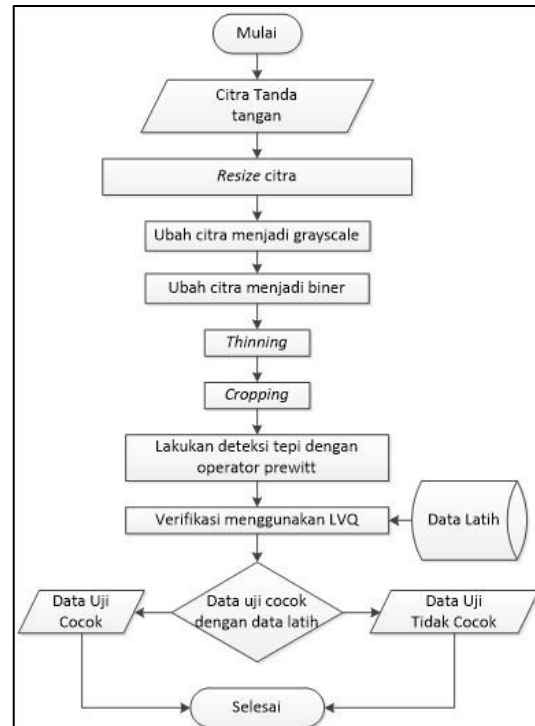 Mulai
Citra Tanda
tangan
Resize citra
Ubah citra menjadi grayscale
Ubah citra menjadi biner
Thinning
Cropping
Lakukan deteksi tepi dengan
operator prewitt
Verifikasi menggunakan LVQ
Data Latih
Data Uji
Cocok
Data uji cocok
dengan data latih
Data Uji
Tidak Cocok
Selesai